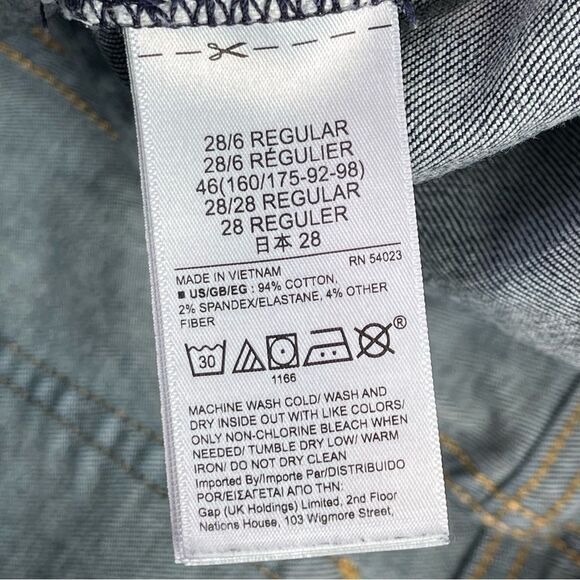 28/6 REGULAR
28/6 RÉGULIER
46(160/175-92-98)
28/28 REGULAR
28 REGULER
日本 28
MADE IN VIETNAM RN 54023
■ US/GB/EG : 94% COTTON,
2% SPANDEX/ELASTANE, 4% OTHER
FIBER
30 ®
1166
MACHINE WASH COLD/ WASH AND
DRY INSIDE OUT WITH LIKE COLORS/
ONLY NON-CHLORINE BLEACH WHEN
NEEDED/ TUMBLE DRY LOW/ WARM
IRON/ DO NOT DRY CLEAN
Imported By/Importe Par/DISTRIBUIDO
POR/ΕΙΣΑΓΕΤΑΙ ΑΠΟ ΤΗΝ:
Gap (UK Holdings) Limited, 2nd Floor
Nations House, 103 Wigmore Street,